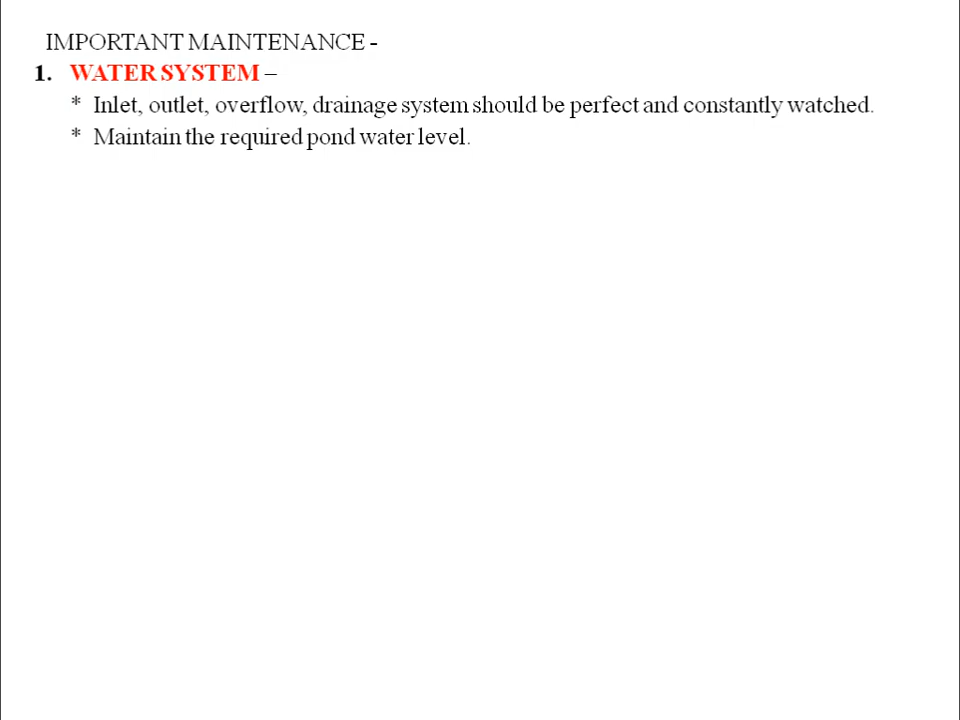 IMPORTANT MAINTENANCE -
1. WATER SYSTEM –
* Inlet, outlet, overflow, drainage system should be perfect and constantly watched.
* Maintain the required pond water level.